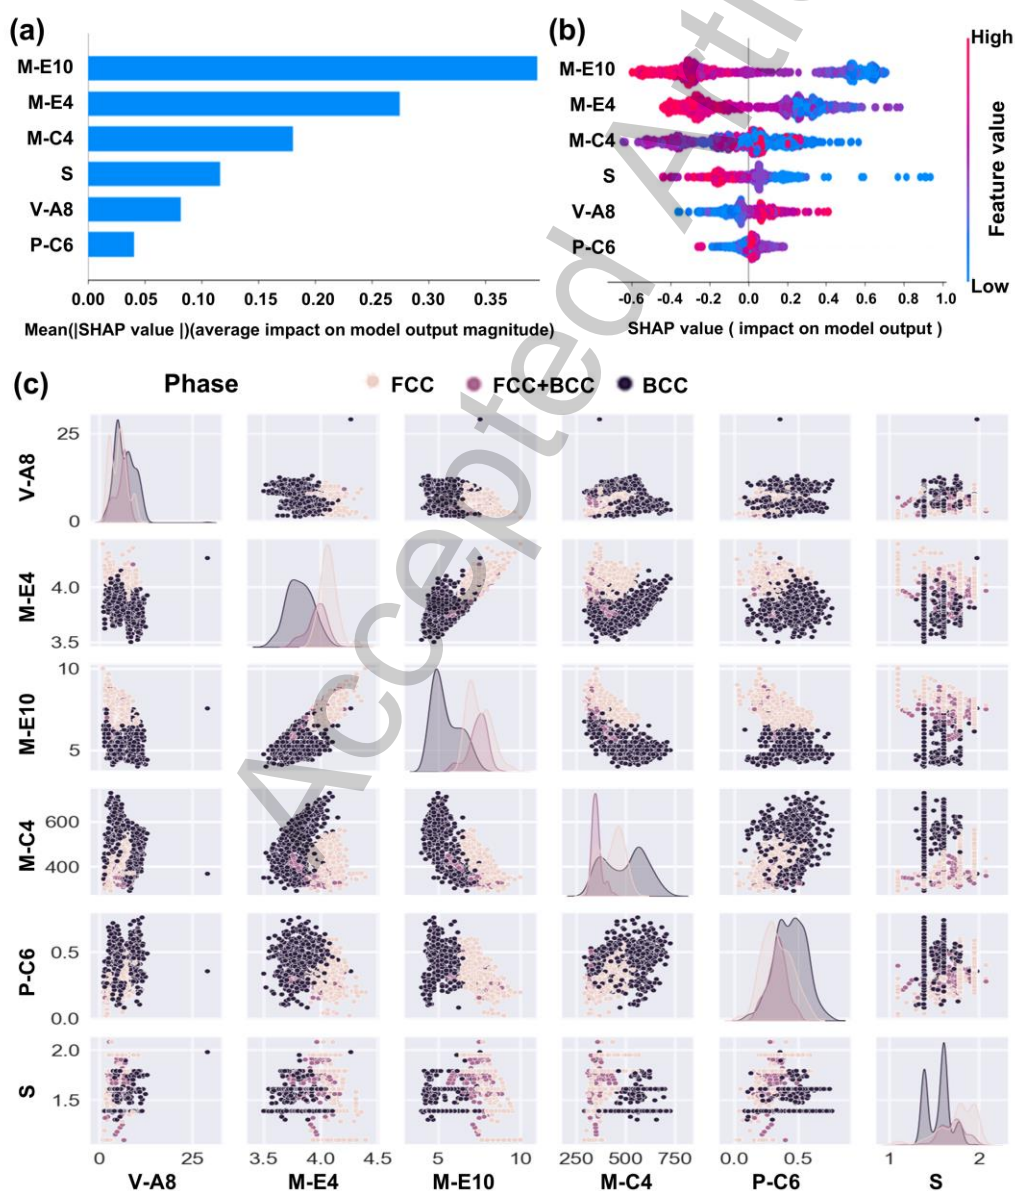 (a)
M-E10
M-E4
M-C4
S
V-A8
P-C6
0.00 0.05 0.10 0.15 0.20 0.25 0.30 0.35
Mean(|SHAP value |)(average impact on model output magnitude)
(b)
M-E10
M-E4
M-C4
S
V-A8
P-C6
-0.6 -0.4 -0.2 0.0 0.2 0.4 0.6 0.8 1.0
SHAP value ( impact on model output )
High
Feature value
Low
(c)
Phase FCC FCC+BCC BCC
V-A8
25
0
M-E4
4.0
3.5
M-E10
10
5
M-C4
600
400
P-C6
0.5
0.0
S
2.0
1.5
0 25 3.5 4.0 4.5 5 10 250 500 750 0.0 0.5 1 2
V-A8 M-E4 M-E10 M-C4 P-C6 S
Accepted Arti